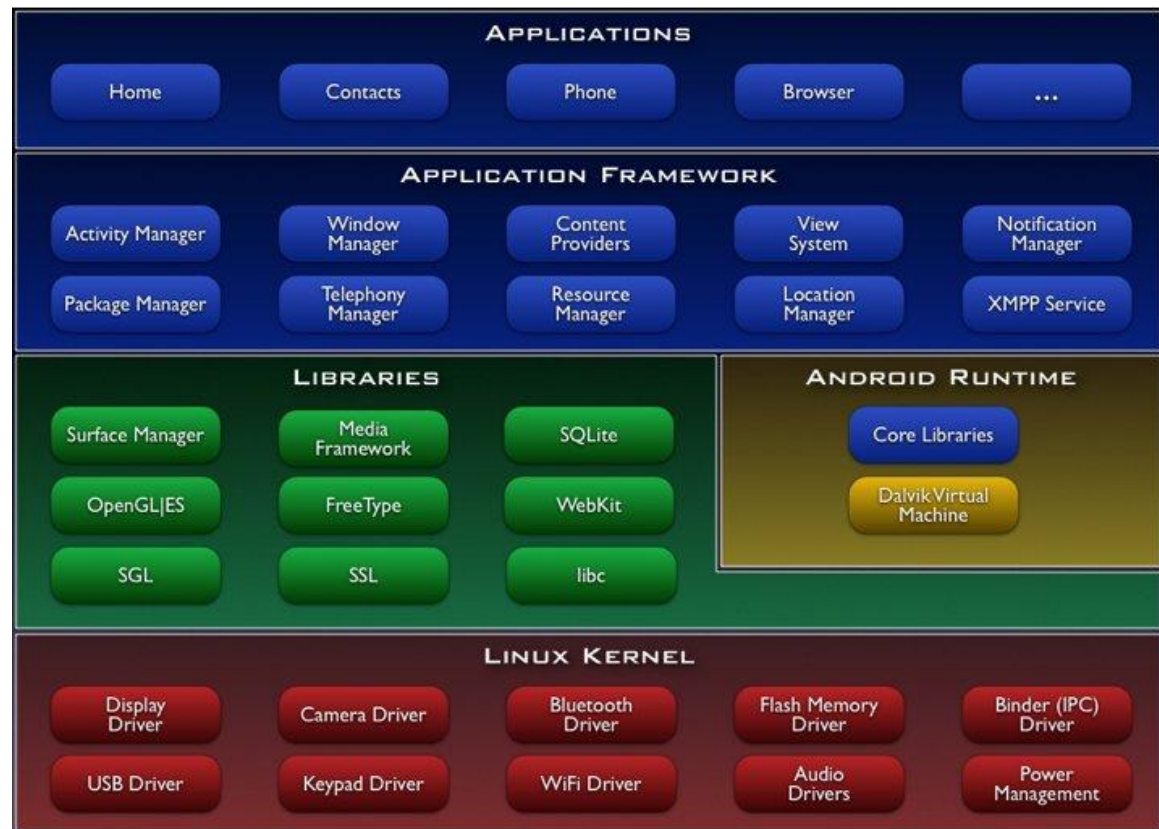 APPLICATIONS
Home
Contacts
Phone
Browser
...
APPLICATION FRAMEWORK
Activity Manager
Window
Manager
Content
Providers
View
System
Notification
Manager
Package Manager
Telephony
Manager
Resource
Manager
Location
Manager
XMPP Service
LIBRARIES
Surface Manager
Media
Framework
SQLite
OpenGL|ES
FreeType
WebKit
SGL
SSL
libc
ANDROID RUNTIME
Core Libraries
Dalvik Virtual
Machine
LINUX KERNEL
Display
Driver
Camera Driver
Bluetooth
Driver
Flash Memory
Driver
Binder (IPC)
Driver
USB Driver
Keypad Driver
WiFi Driver
Audio
Drivers
Power
Management